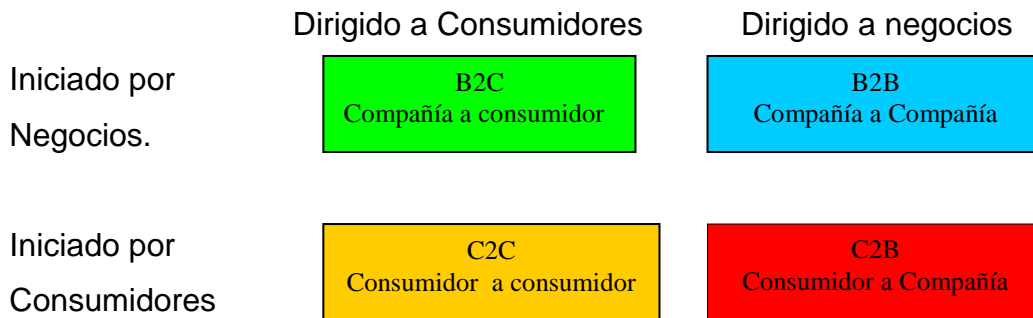 Dirigido a Consumidores
Dirigido a negocios
Iniciado por
Negocios.
B2C
Compañía a consumidor
B2B
Compañía a Compañía
Iniciado por
Consumidores
C2C
Consumidor  a consumidor
C2B
Consumidor a Compañía